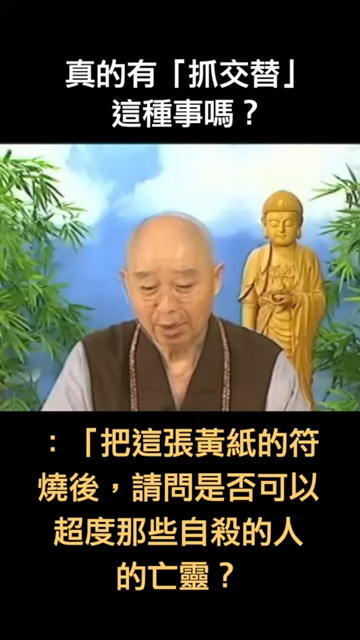 真的有「抓交替」
這種事嗎？
：「把這張黃紙的符
燒後，請問是否可以
超度那些自殺的人
的亡靈？